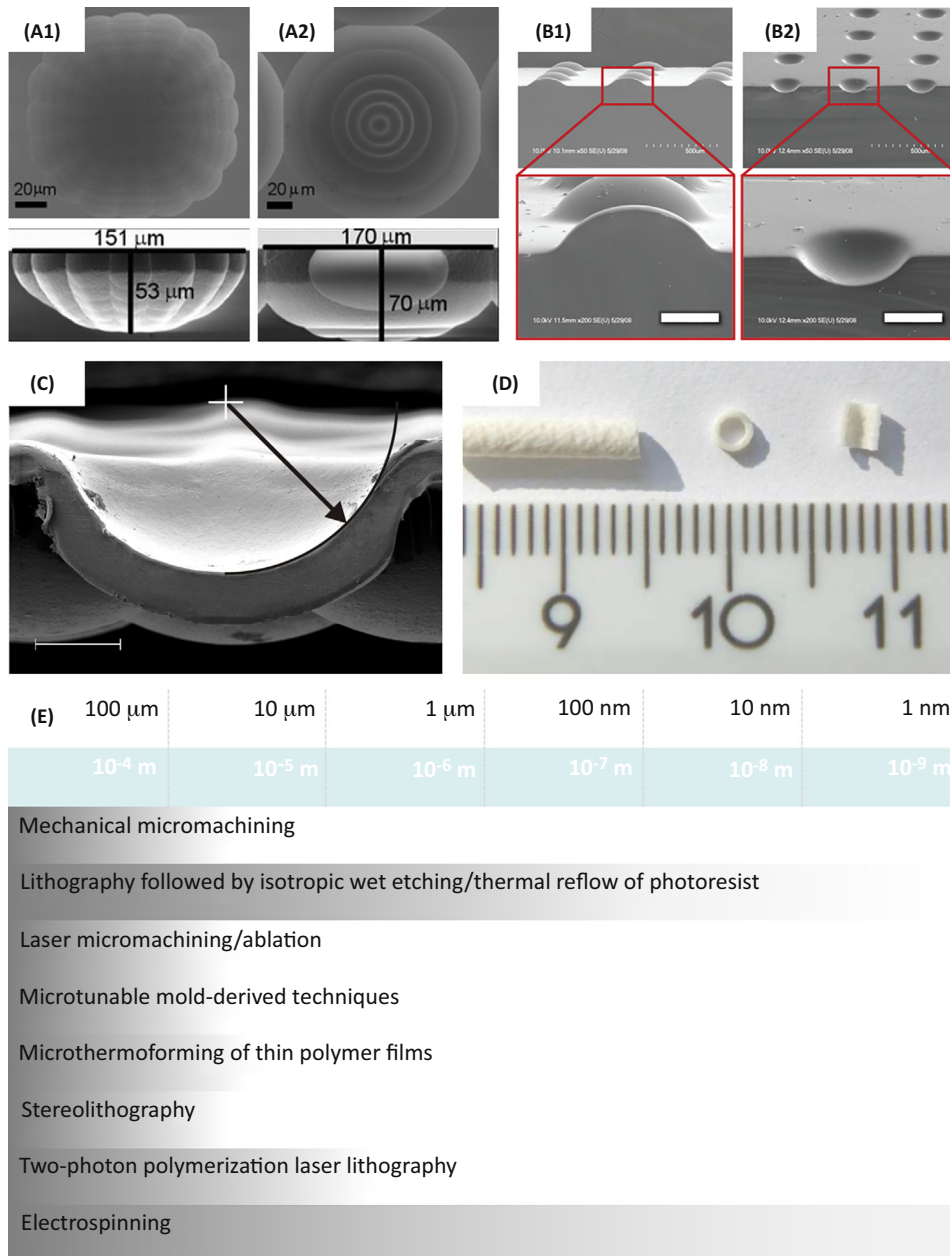 (A1)
20μm
151 μm
53 μm
(A2)
20μm
170 μm
70 μm
(B1)
10.0kV 10.1mm x50 SE(U) 5/29/08
500um
10.0kV 11.5mm x200 SE(U) 5/29/08
(B2)
10.0kV 12.4mm x50 SE(U) 5/29/08
500um
10.0kV 12.4mm x200 SE(U) 5/29/08
(C)
(D)
9 10 11
(E) 100 μm 10 μm 1 μm 100 nm 10 nm 1 nm
10⁻⁴ m 10⁻⁵ m 10⁻⁶ m 10⁻⁷ m 10⁻⁸ m 10⁻⁹ m
Mechanical micromachining
Lithography followed by isotropic wet etching/thermal reflow of photoresist
Laser micromachining/ablation
Microtunable mold-derived techniques
Microthermoforming of thin polymer films
Stereolithography
Two-photon polymerization laser lithography
Electrospinning